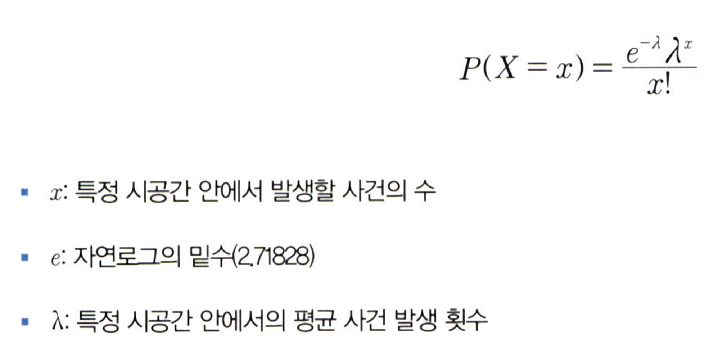 P(X = x) = \frac{e^{-λ} λ^x}{x!}
▪ x: 특정 시공간 안에서 발생할 사건의 수
▪ e: 자연로그의 밑수(2.71828)
▪ λ: 특정 시공간 안에서의 평균 사건 발생 횟수